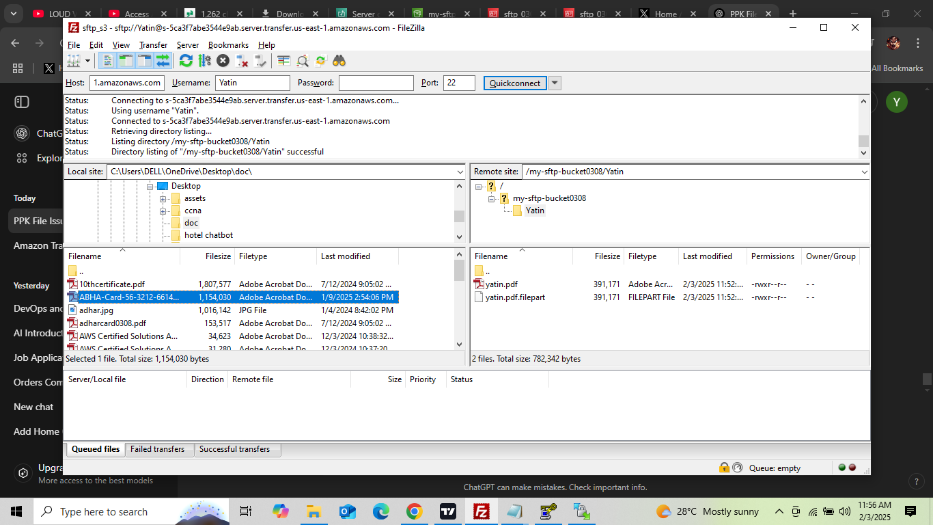 LOUD
Access
1.262
Downl
Server
my-sf
sftp_03
sftp_03
Home
PPK File
sftp_s3 - sftp://Yatin@s-5ca3f7abe3544e9ab.server.transfer.us-east-1.amazonaws.com - FileZilla
File Edit View Transfer Server Bookmarks Help
All Bookmarks
Host: 1.amazonaws.com Username: Yatin Password: Port: 22 Quickconnect
Status: Connecting to s-5ca3f7abe3544e9ab.server.transfer.us-east-1.amazonaws.com...
Status: Using username "Yatin".
Status: Connected to s-5ca3f7abe3544e9ab.server.transfer.us-east-1.amazonaws.com
Status: Retrieving directory listing...
Status: Listing directory /my-sftp-bucket0308/Yatin
Status: Directory listing of "/my-sftp-bucket0308/Yatin" successful
ChatG
Explor
Y
Today
PPK File Issu
Amazon Tra
Yesterday
DevOps and
AI Introduct
Job Applica
Orders Com
New chat
Add Home
Upgra
More access to the best models
Local site: C:\Users\DELL\OneDrive\Desktop\doc\
Desktop
assets
ccna
doc
hotel chatbot
Remote site: /my-sftp-bucket0308/Yatin
/
my-sftp-bucket0308
Yatin
Filename Filesize Filetype Last modified
..
10thcertificate.pdf 1,807,577 Adobe Acrobat Do... 7/12/2024 9:05:02 ...
ABHA-Card-56-3212-6614... 1,154,030 Adobe Acrobat Do... 1/9/2025 2:54:06 PM
adhar.jpg 1,016,142 JPG File 1/4/2024 8:42:02 PM
adharcard0308.pdf 153,517 Adobe Acrobat Do... 7/12/2024 9:05:02 ...
AWS Certified Solutions A... 34,623 Adobe Acrobat Do... 12/3/2024 10:38:32...
AWS Certified Solutions A... 31,280 Adobe Acrobat Do... 12/3/2024 10:37:20...
Selected 1 file. Total size: 1,154,030 bytes
Filename Filesize Filetype Last modified Permissions Owner/Group
..
yatin.pdf 391,171 Adobe Acr... 2/3/2025 11:52:... -rwxr--r-- - -
yatin.pdf.filepart 391,171 FILEPART File 2/3/2025 11:52:... -rwxr--r-- - -
2 files. Total size: 782,342 bytes
Server/Local file Direction Remote file Size Priority Status
Queued files Failed transfers Successful transfers
Queue: empty
ChatGPT can make mistakes. Check important info.
?
Type here to search
28°C Mostly sunny
11:56 AM
2/3/2025